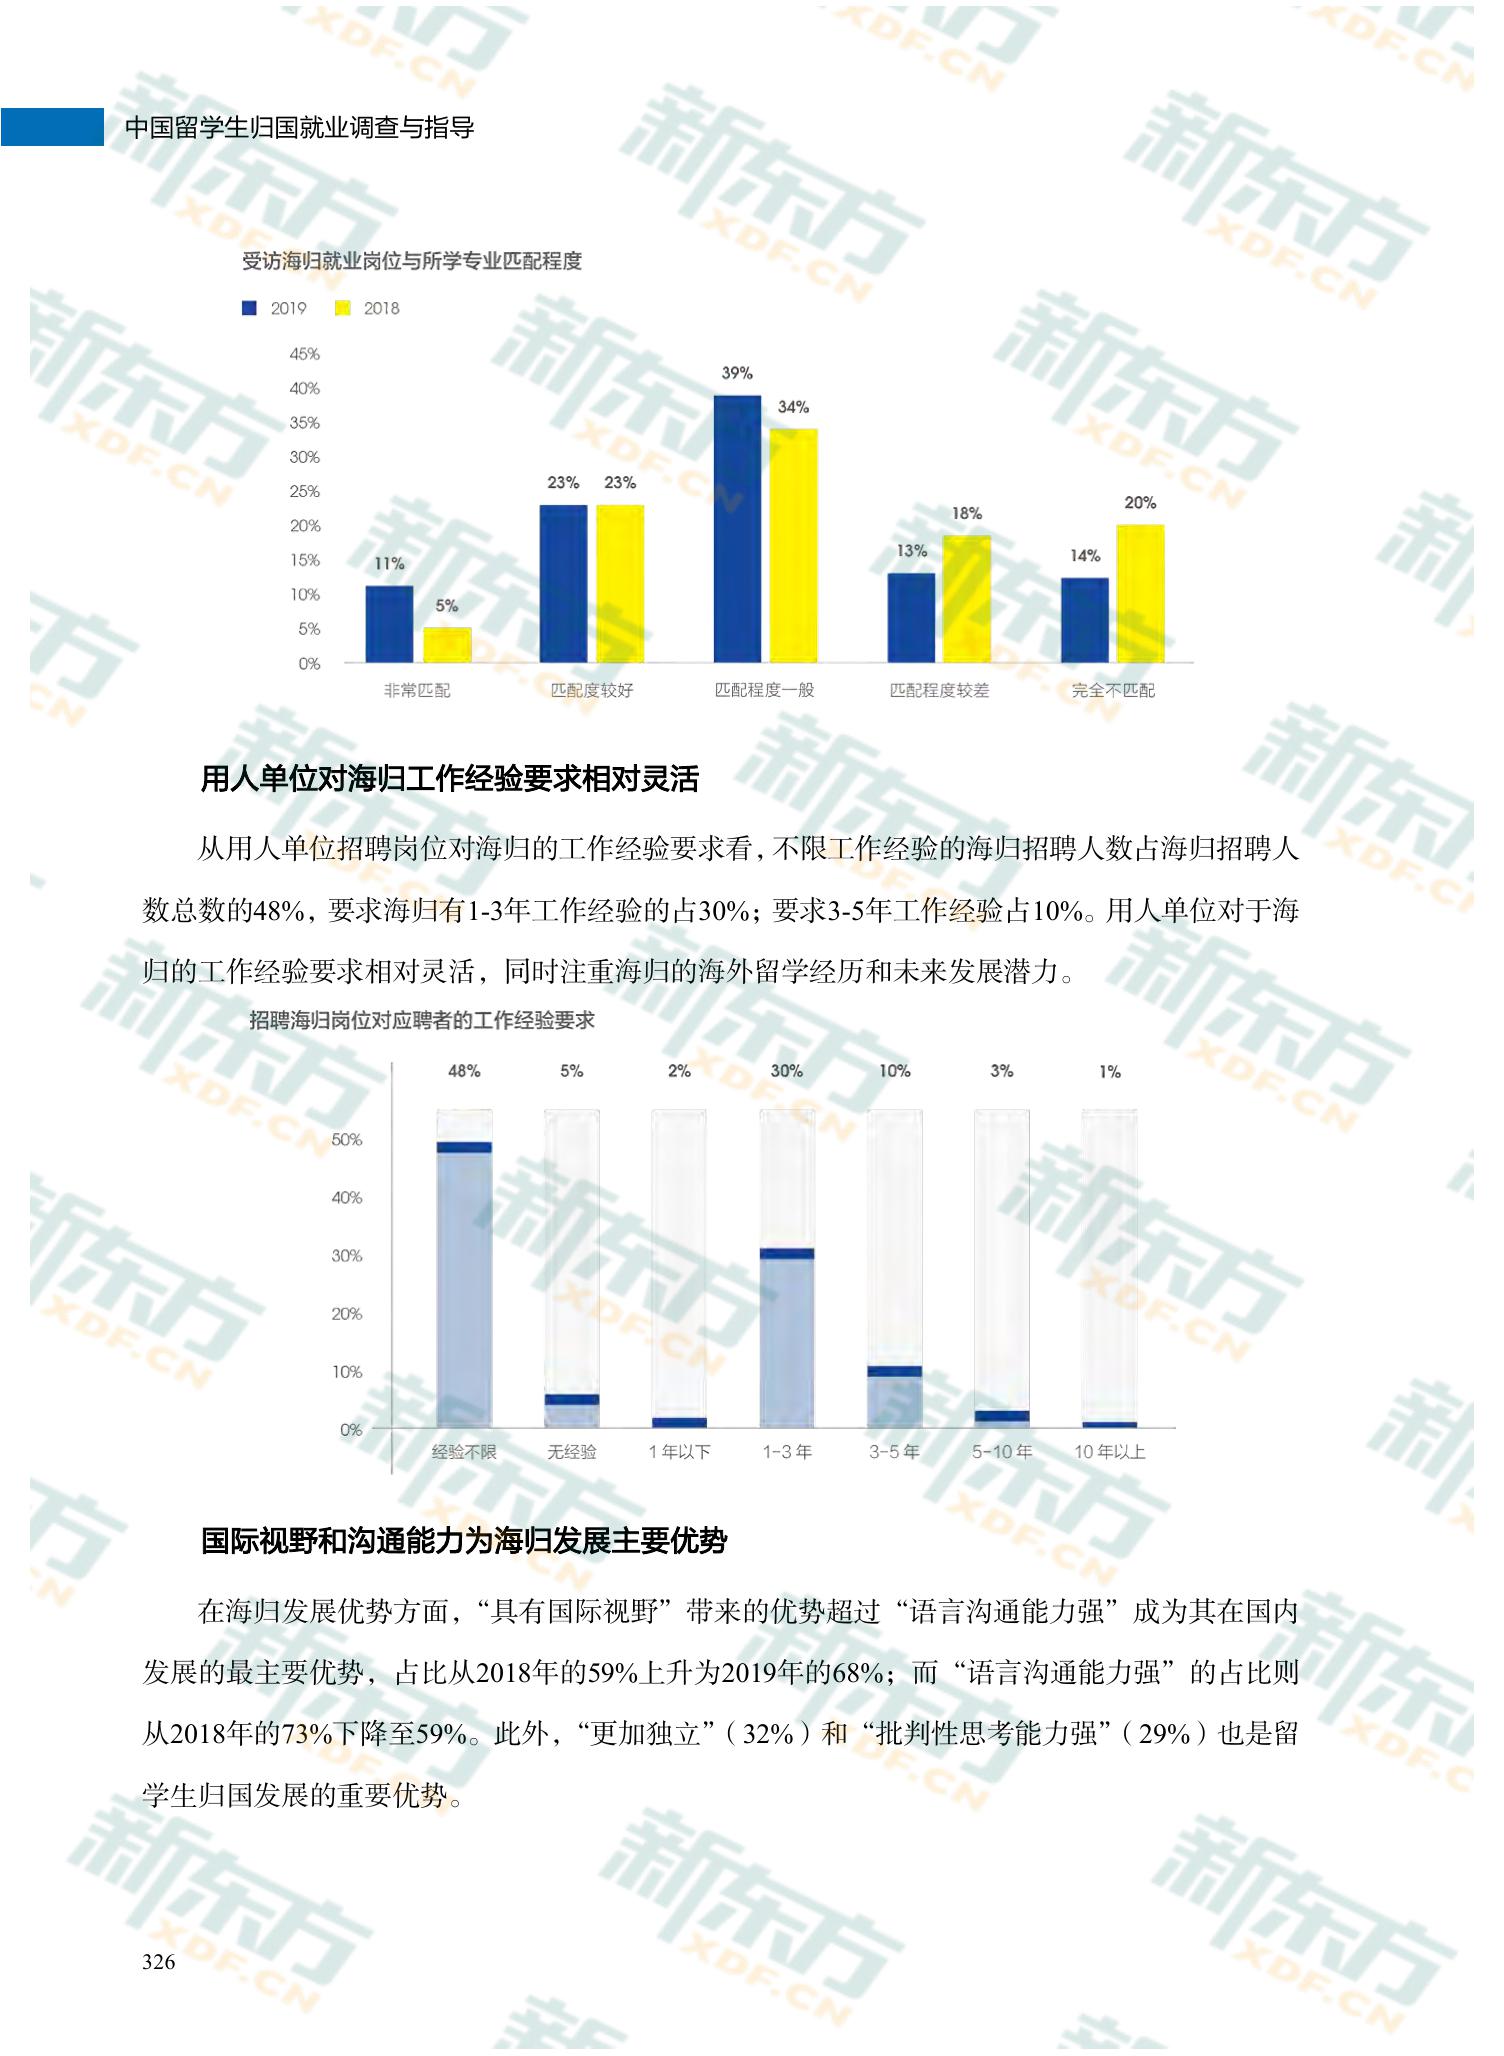 中国留学生归国就业调查与指导
受访海归就业岗位与所学专业匹配程度
2019 2018
45%
40%
35%
30%
25%
20%
15%
10%
5%
0%
11% 5% 23% 23% 39% 34% 13% 18% 14% 20%
非常匹配 匹配度较好 匹配程度一般 匹配程度较差 完全不匹配
用人单位对海归工作经验要求相对灵活
从用人单位招聘岗位对海归的工作经验要求看，不限工作经验的海归招聘人数占海归招聘人
数总数的48%，要求海归有1-3年工作经验的占30%；要求3-5年工作经验占10%。用人单位对于海
归的工作经验要求相对灵活，同时注重海归的海外留学经历和未来发展潜力。
招聘海归岗位对应聘者的工作经验要求
48% 5% 2% 30% 10% 3% 1%
50%
40%
30%
20%
10%
0%
经验不限 无经验 1 年以下 1-3 年 3-5 年 5-10 年 10 年以上
国际视野和沟通能力为海归发展主要优势
在海归发展优势方面，“具有国际视野”带来的优势超过“语言沟通能力强”成为其在国内
发展的最主要优势，占比从2018年的59%上升为2019年的68%；而“语言沟通能力强”的占比则
从2018年的73%下降至59%。此外，“更加独立”（32%）和“批判性思考能力强”（29%）也是留
学生归国发展的重要优势。
326
新东方
XDF.CN